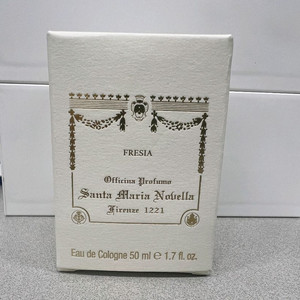 FRESIA
Officina Profumo
Santa Maria Novella
Firenze 1221
Eau de Cologne 50 ml ℮ 1.7 fl. oz.